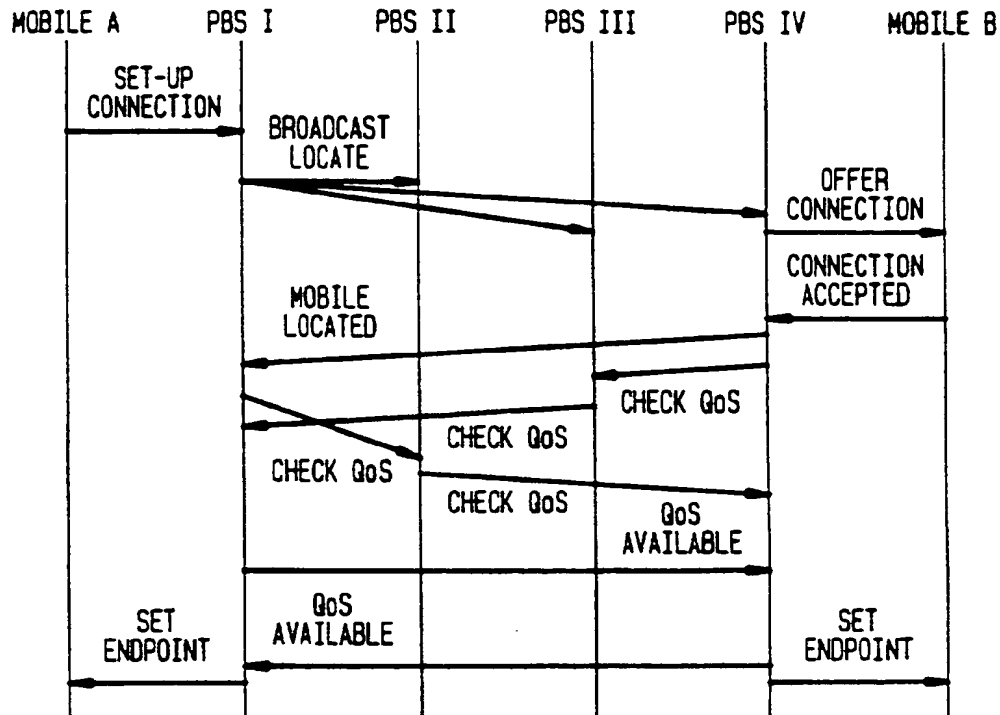 MOBILE A PBS I PBS II PBS III PBS IV MOBILE B
SET-UP
CONNECTION
BROADCAST
LOCATE
OFFER
CONNECTION
CONNECTION
ACCEPTED
MOBILE
LOCATED
CHECK QoS
CHECK QoS
CHECK QoS
CHECK QoS
QoS
AVAILABLE
QoS
AVAILABLE
SET
ENDPOINT
SET
ENDPOINT